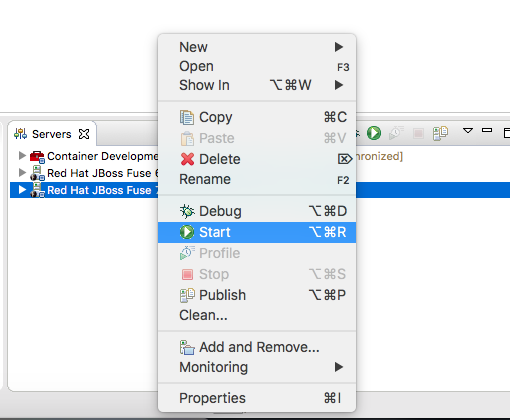 New
Open F3
Show In ⌥⌘W
Copy ⌘C
Paste ⌘V
Servers
Delete ⌦
Container Developme
hronized]
Rename F2
Red Hat JBoss Fuse 6
Red Hat JBoss Fuse 7
Debug ⌥⌘D
Start ⌥⌘R
Profile
Stop ⌥⌘S
Publish ⌥⌘P
Clean...
Add and Remove...
Monitoring
Properties ⌘I